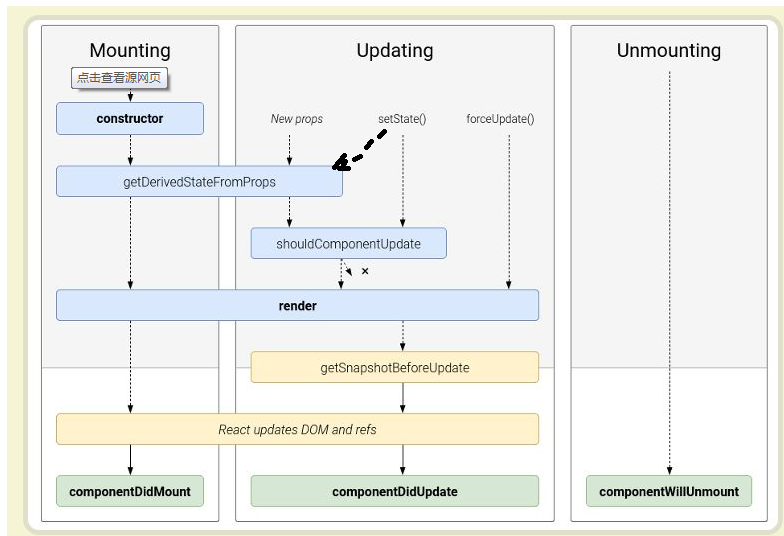 Mounting
Updating
Unmounting
点击查看源网页
constructor
New props
setState()
forceUpdate()
getDerivedStateFromProps
shouldComponentUpdate
×
render
getSnapshotBeforeUpdate
React updates DOM and refs
componentDidMount
componentDidUpdate
componentWillUnmount